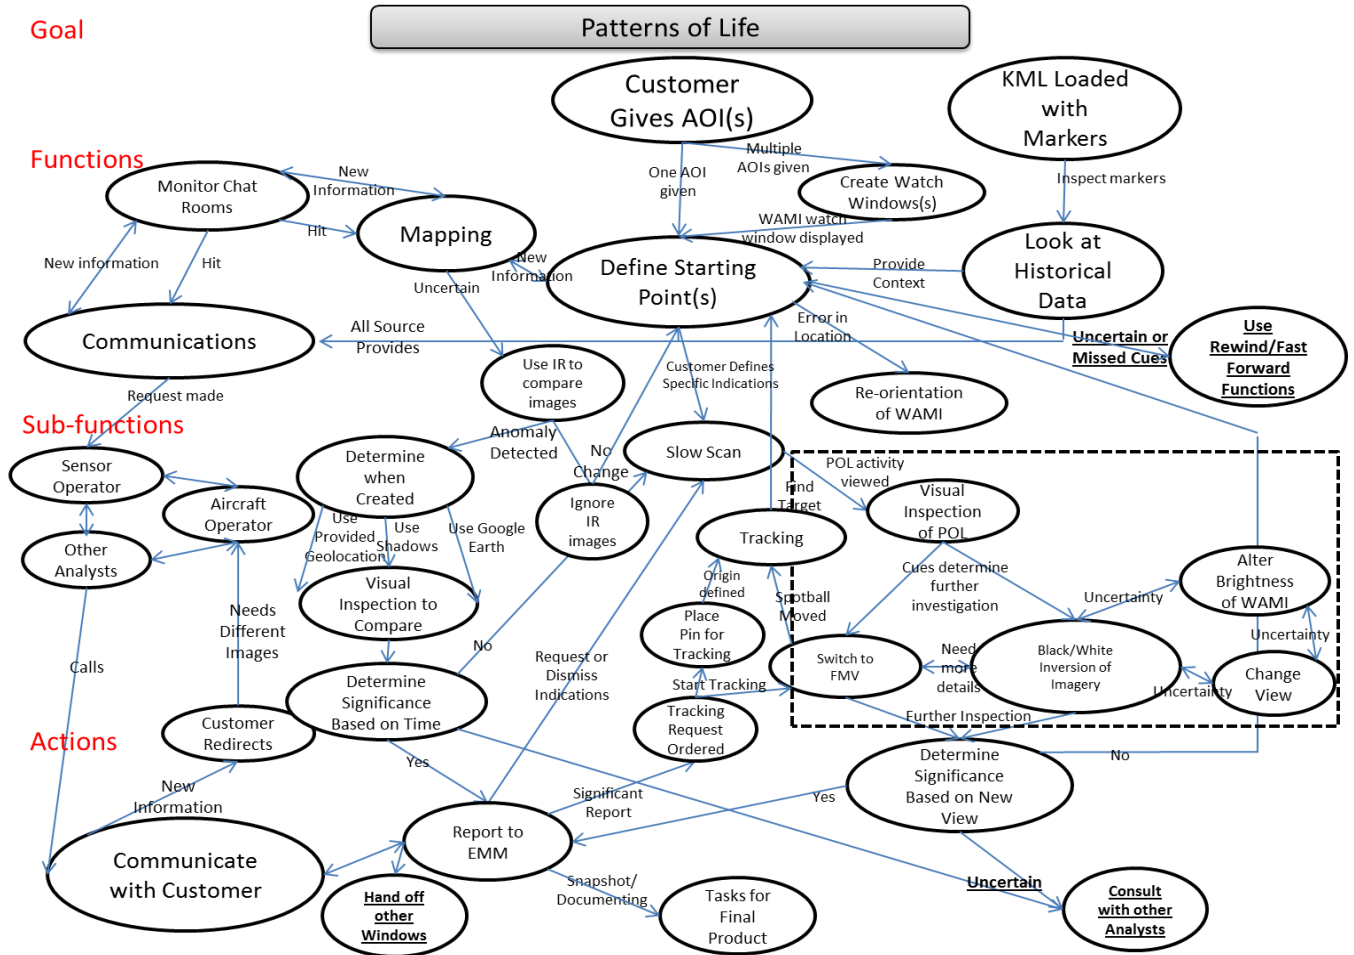 Goal
Patterns of Life
Customer
Gives AOI(s)
KML Loaded
with
Markers
Functions
Monitor Chat
Rooms
New
Information
Mapping
Hit
One AOI
given
Multiple
AOIs given
Create Watch
Windows(s)
WAMI watch
window displayed
Inspect markers
Look at
Historical
Data
Provide
Context
Define Starting
Point(s)
New
Information
New information
Hit
Uncertain
Communications
All Source
Provides
Error in
Location
Uncertain or
Missed Cues
Use
Rewind/Fast
Forward
Functions
Use IR to
compare
images
Customer Defines
Specific Indications
Re-orientation
of WAMI
Request made
Sub-functions
Sensor
Operator
Aircraft
Operator
Other
Analysts
Anomaly
Detected
No
Change
Determine
when
Created
Ignore
IR
images
Slow Scan
POL activity
viewed
Visual
Inspection
of POL
Find
Target
Tracking
Use
Provided
Geolocation
Use
Shadows
Use Google
Earth
Visual
Inspection to
Compare
Origin
defined
Spotball
Moved
Cues determine
further
investigation
Uncertainty
Alter
Brightness
of WAMI
Needs
Different
Images
Calls
No
Place
Pin for
Tracking
Request or
Dismiss
Indications
Start Tracking
Switch to
FMV
Need
more
details
Black/White
Inversion of
Imagery
Uncertainty
Uncertainty
Change
View
Determine
Significance
Based on Time
Customer
Redirects
Tracking
Request
Ordered
Further Inspection
Actions
New
Information
Yes
Significant
Report
Determine
Significance
Based on New
View
No
Yes
Report to
EMM
Communicate
with Customer
Hand off
other
Windows
Snapshot/
Documenting
Tasks for
Final
Product
Uncertain
Consult
with other
Analysts